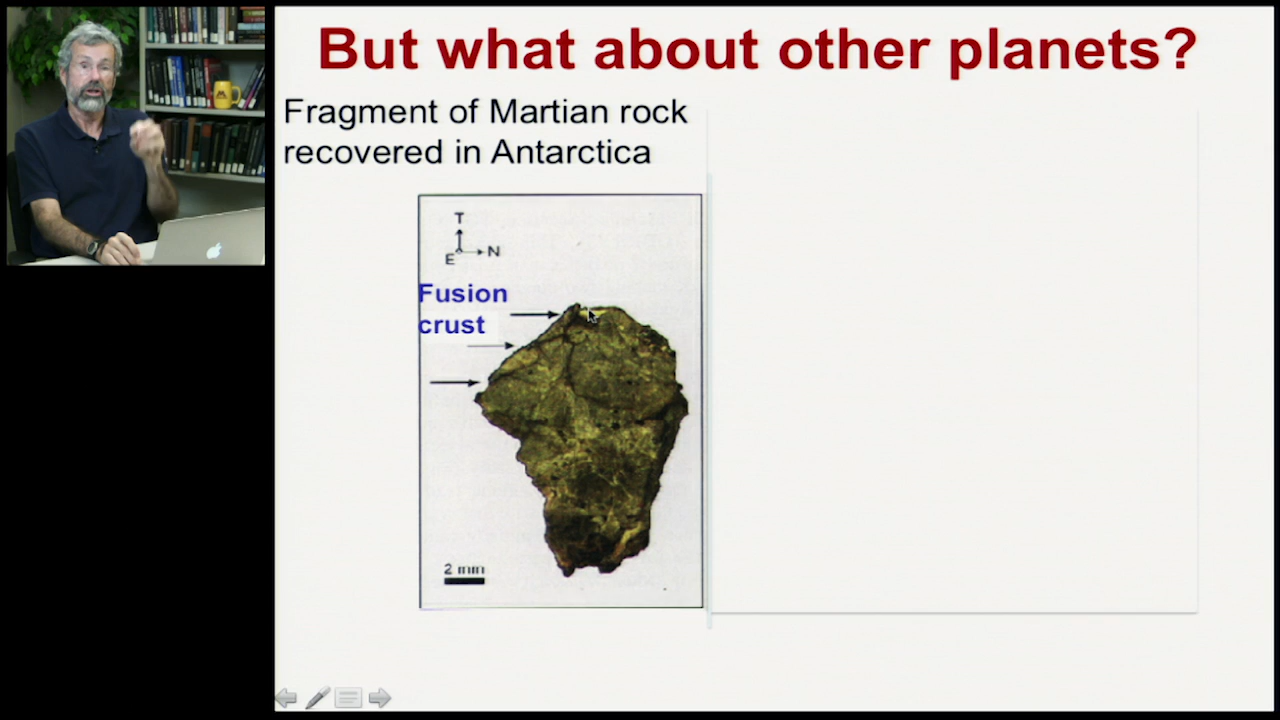 But what about other planets?
Fragment of Martian rock
recovered in Antarctica
T
E N
Fusion
crust
2 mm